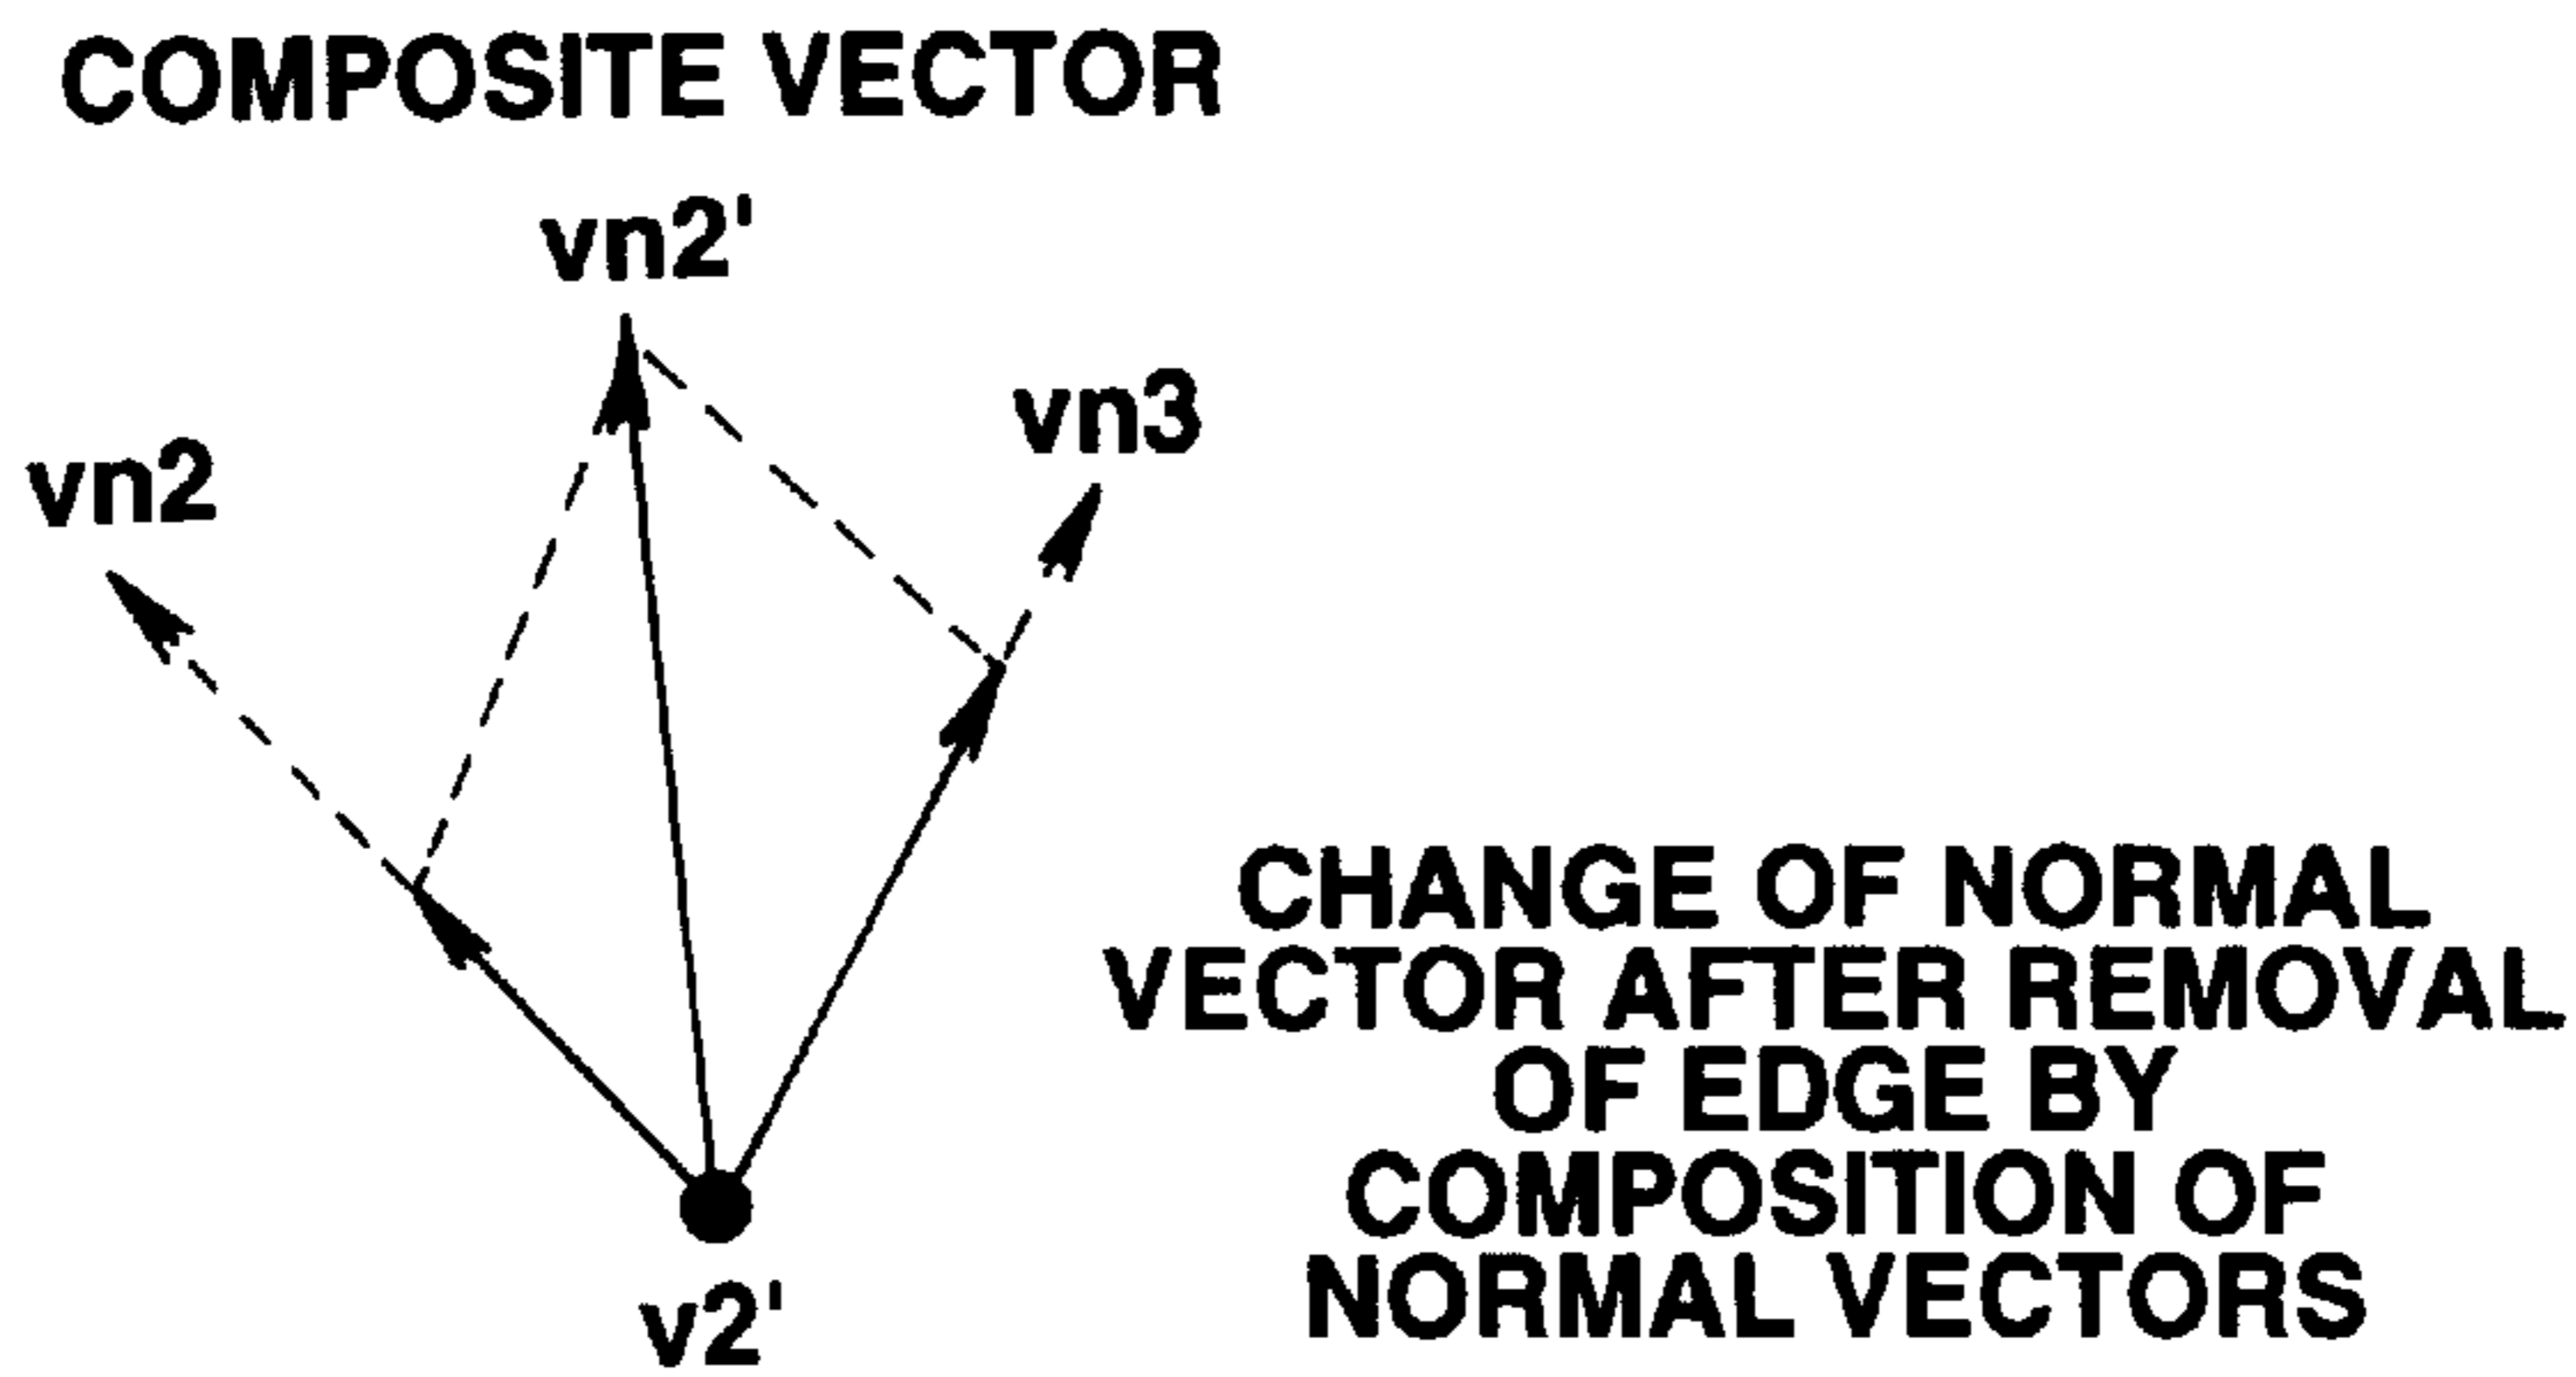 COMPOSITE VECTOR
vn2'
vn3
vn2
CHANGE OF NORMAL
VECTOR AFTER REMOVAL
OF EDGE BY
COMPOSITION OF
NORMAL VECTORS
v2'